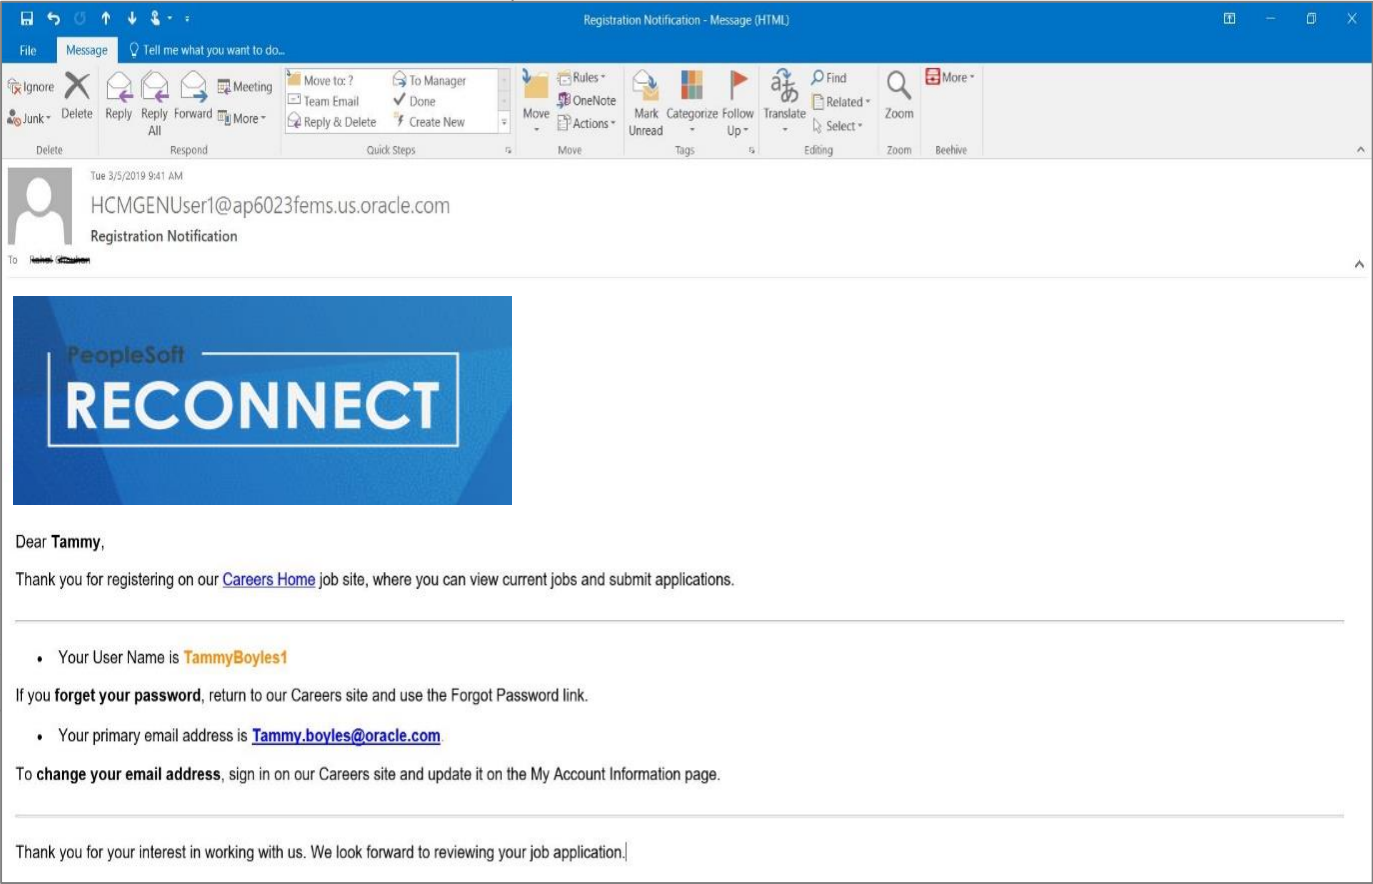 Registration Notification - Message (HTML)
File Message Tell me what you want to do...
Ignore
Junk
Delete
Reply
Reply All
Forward
Meeting
More
Move to: ?
Team Email
Reply & Delete
To Manager
Done
Create New
Move
Rules
OneNote
Actions
Mark Unread
Categorize
Follow Up
Translate
Find
Related
Select
Zoom
More
Delete Respond Quick Steps Move Tags Editing Zoom Beehive
Tue 3/5/2019 9:41 AM
HCMGENUser1@ap6023fems.us.oracle.com
Registration Notification
To
PeopleSoft
RECONNECT
Dear Tammy,
Thank you for registering on our Careers Home job site, where you can view current jobs and submit applications.
• Your User Name is TammyBoyles1
If you forget your password, return to our Careers site and use the Forgot Password link.
• Your primary email address is Tammy.boyles@oracle.com.
To change your email address, sign in on our Careers site and update it on the My Account Information page.
Thank you for your interest in working with us. We look forward to reviewing your job application.